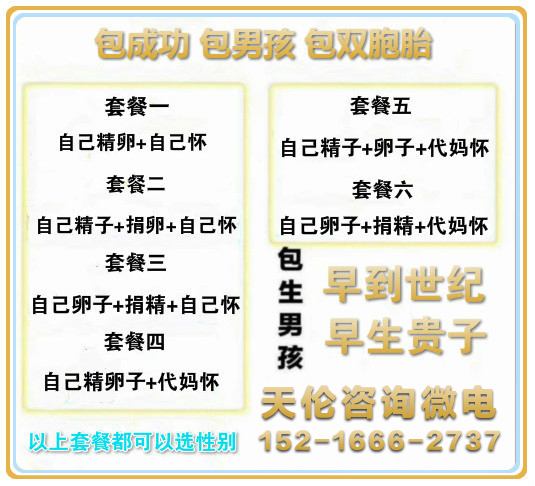 包成功 包男孩 包双胞胎
套餐一
自己精卵+自己怀
套餐二
自己精子+捐卵+自己怀
套餐三
自己卵子+捐精+自己怀
套餐四
自己精卵子+代妈怀
套餐五
自己精子+卵子+代妈怀
套餐六
自己卵子+捐精+代妈怀
包生男孩
早到世纪
早生贵子
天伦咨询微电
以上套餐都可以选性别
152-1666-2737